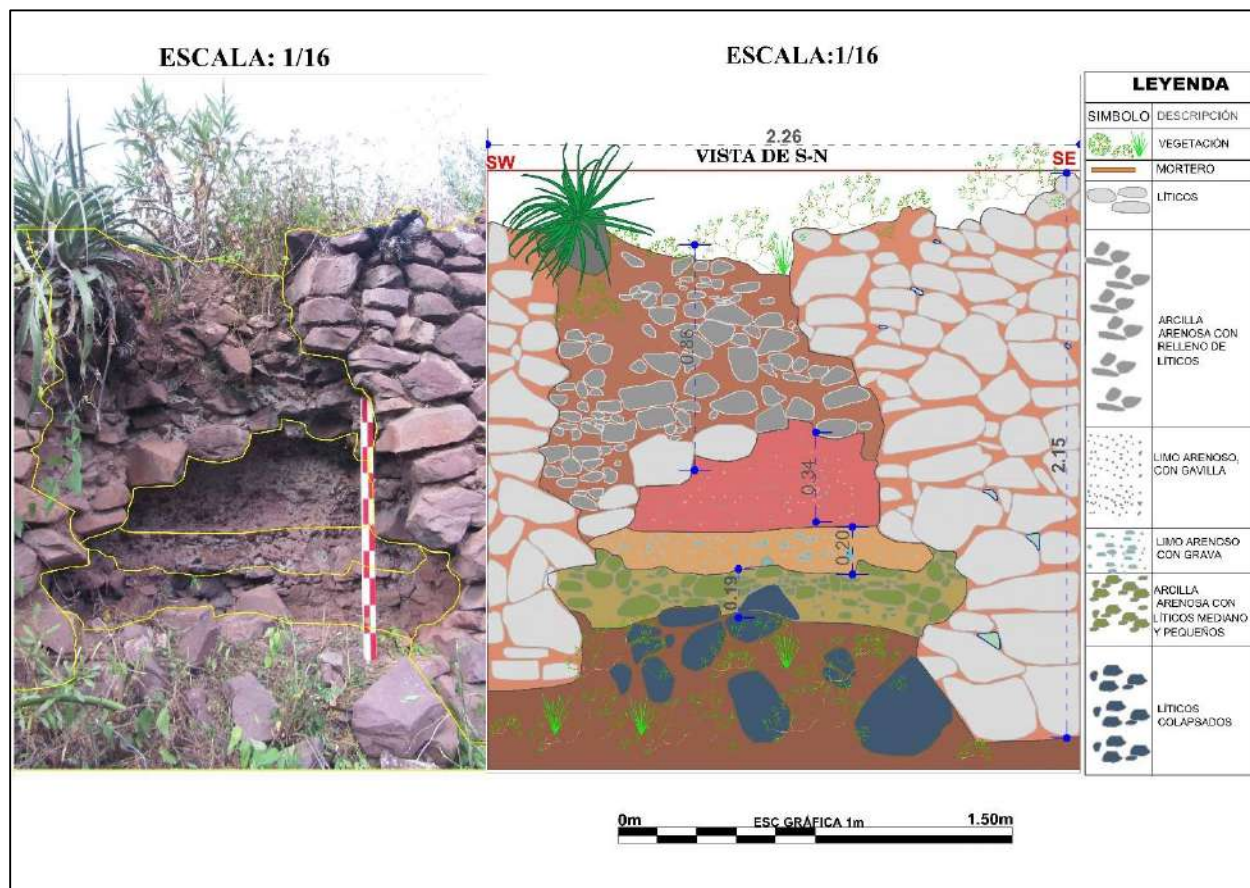 ESCALA: 1/16
ESCALA:1/16
2.26
VISTA DE S-N
SW
SE
0.86
0.34
0.20
0.19
2.15
LEYENDA
SIMBOLO
DESCRIPCIÓN
VEGETACIÓN
MORTERO
LÍTICOS
ARCILLA
ARENOSA CON
RELLENO DE
LÍTICOS
LIMO ARENOSO,
CON GAVILLA
LIMO ARENOSO
CON GRAVA
ARCILLA
ARENOSA CON
LÍTICOS MEDIANO
Y PEQUEÑOS
LÍTICOS
COLAPSADOS
0m
ESC GRÁFICA 1m
1.50m